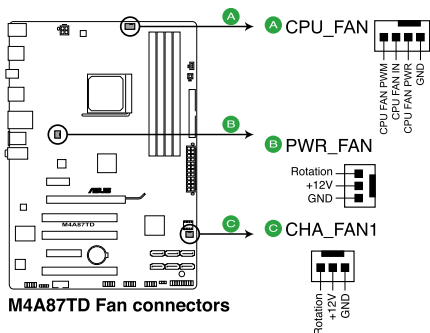 A
A CPU_FAN
CPU FAN PWM
CPU FAN IN
CPU FAN PWR
GND
B
B PWR_FAN
Rotation
+12V
GND
ASUS
M4A87TD
C
C CHA_FAN1
Rotation
+12V
GND
M4A87TD Fan connectors